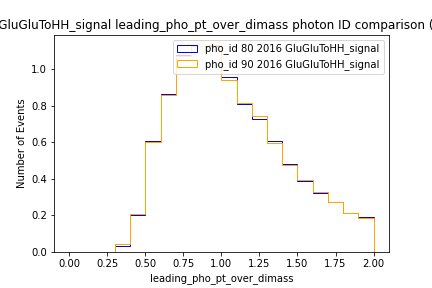 GluGluToHH_signal leading_pho_pt_over_dimass photon ID comparison (
pho_id 80 2016 GluGluToHH_signal
pho_id 90 2016 GluGluToHH_signal
Number of Events
1.0
0.8
0.6
0.4
0.2
0.0
0.00 0.25 0.50 0.75 1.00 1.25 1.50 1.75 2.00
leading_pho_pt_over_dimass